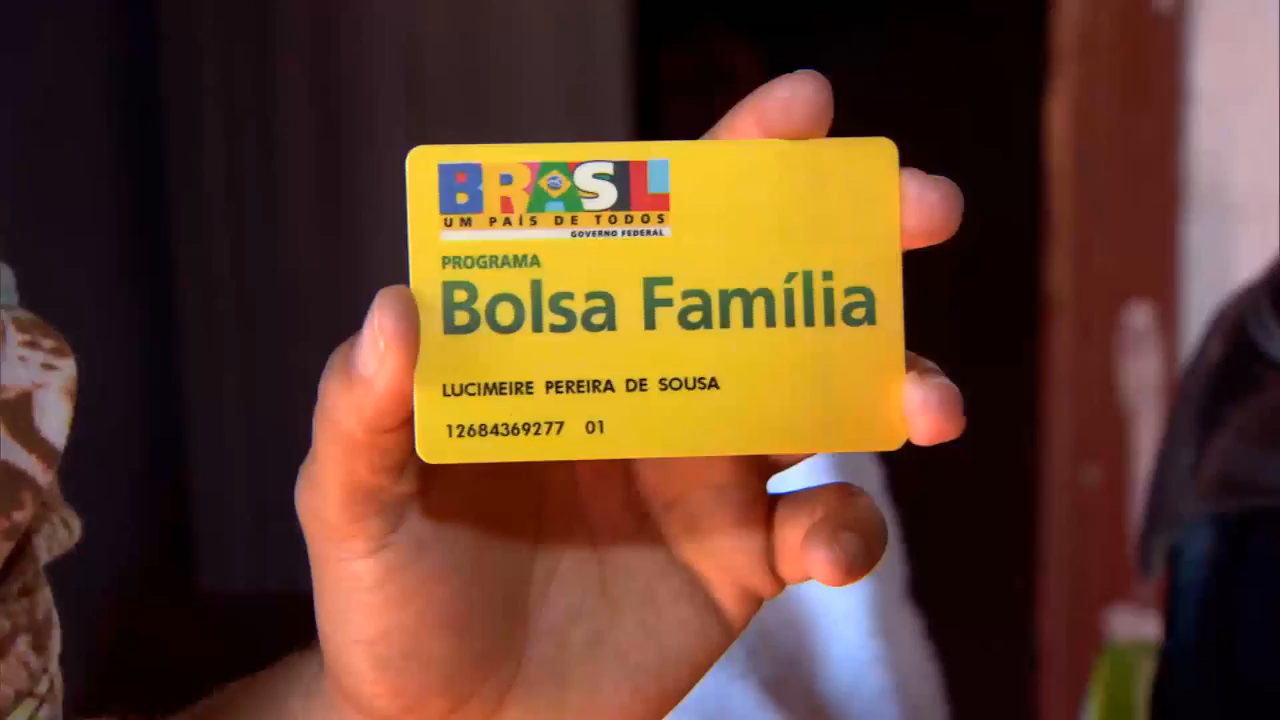 BRASIL
UM PAÍS DE TODOS
GOVERNO FEDERAL
PROGRAMA
Bolsa Família
LUCIMEIRE PEREIRA DE SOUSA
12684369277 01